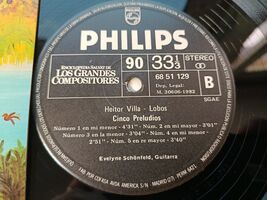 PHILIPS
ENCICLOPEDIA SALVAT DE
LOS GRANDES
COMPOSITORES
90
33⅓
STEREO
68 51 129
Dep. Legal.
M. 30606-1982
B
SGAE
Heitor Villa - Lobos
Cinco Preludios
Número 1 en mi menor - 4'31" - Núm. 2 en mi mayor -
Número 3 en la menor - 3'04" - Núm. 4 en mi menor -
2'51" - Núm. 5 en re mayor - 3'40"
Evelyne Schönfeld, Guitarra